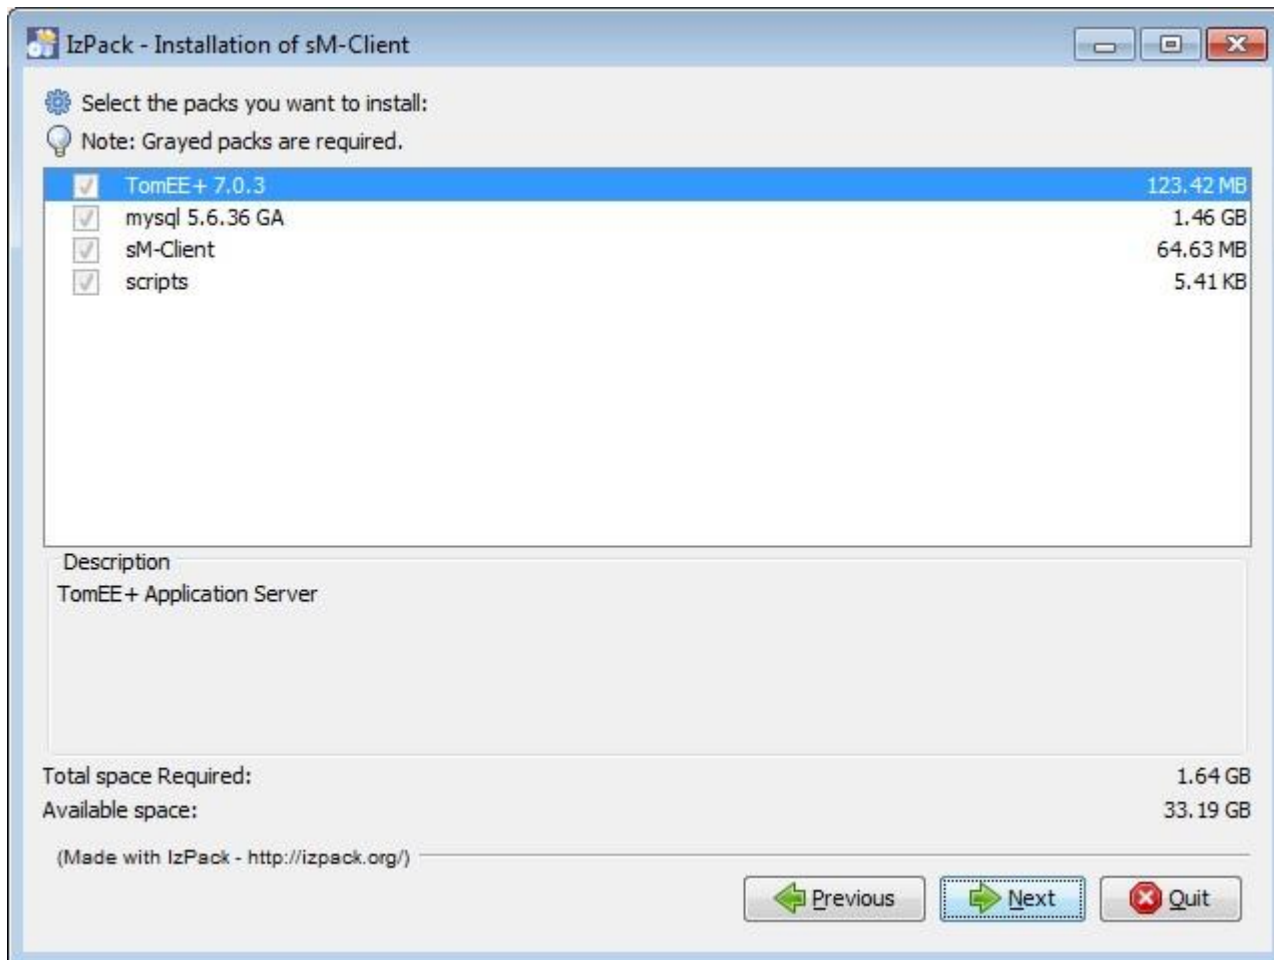 IzPack - Installation of sM-Client
Select the packs you want to install:
Note: Grayed packs are required.
TomEE+ 7.0.3 123.42 MB
mysql 5.6.36 GA 1.46 GB
sM-Client 64.63 MB
scripts 5.41 KB
Description
TomEE+ Application Server
Total space Required: 1.64 GB
Available space: 33.19 GB
(Made with IzPack - http://izpack.org/)
Previous Next Quit